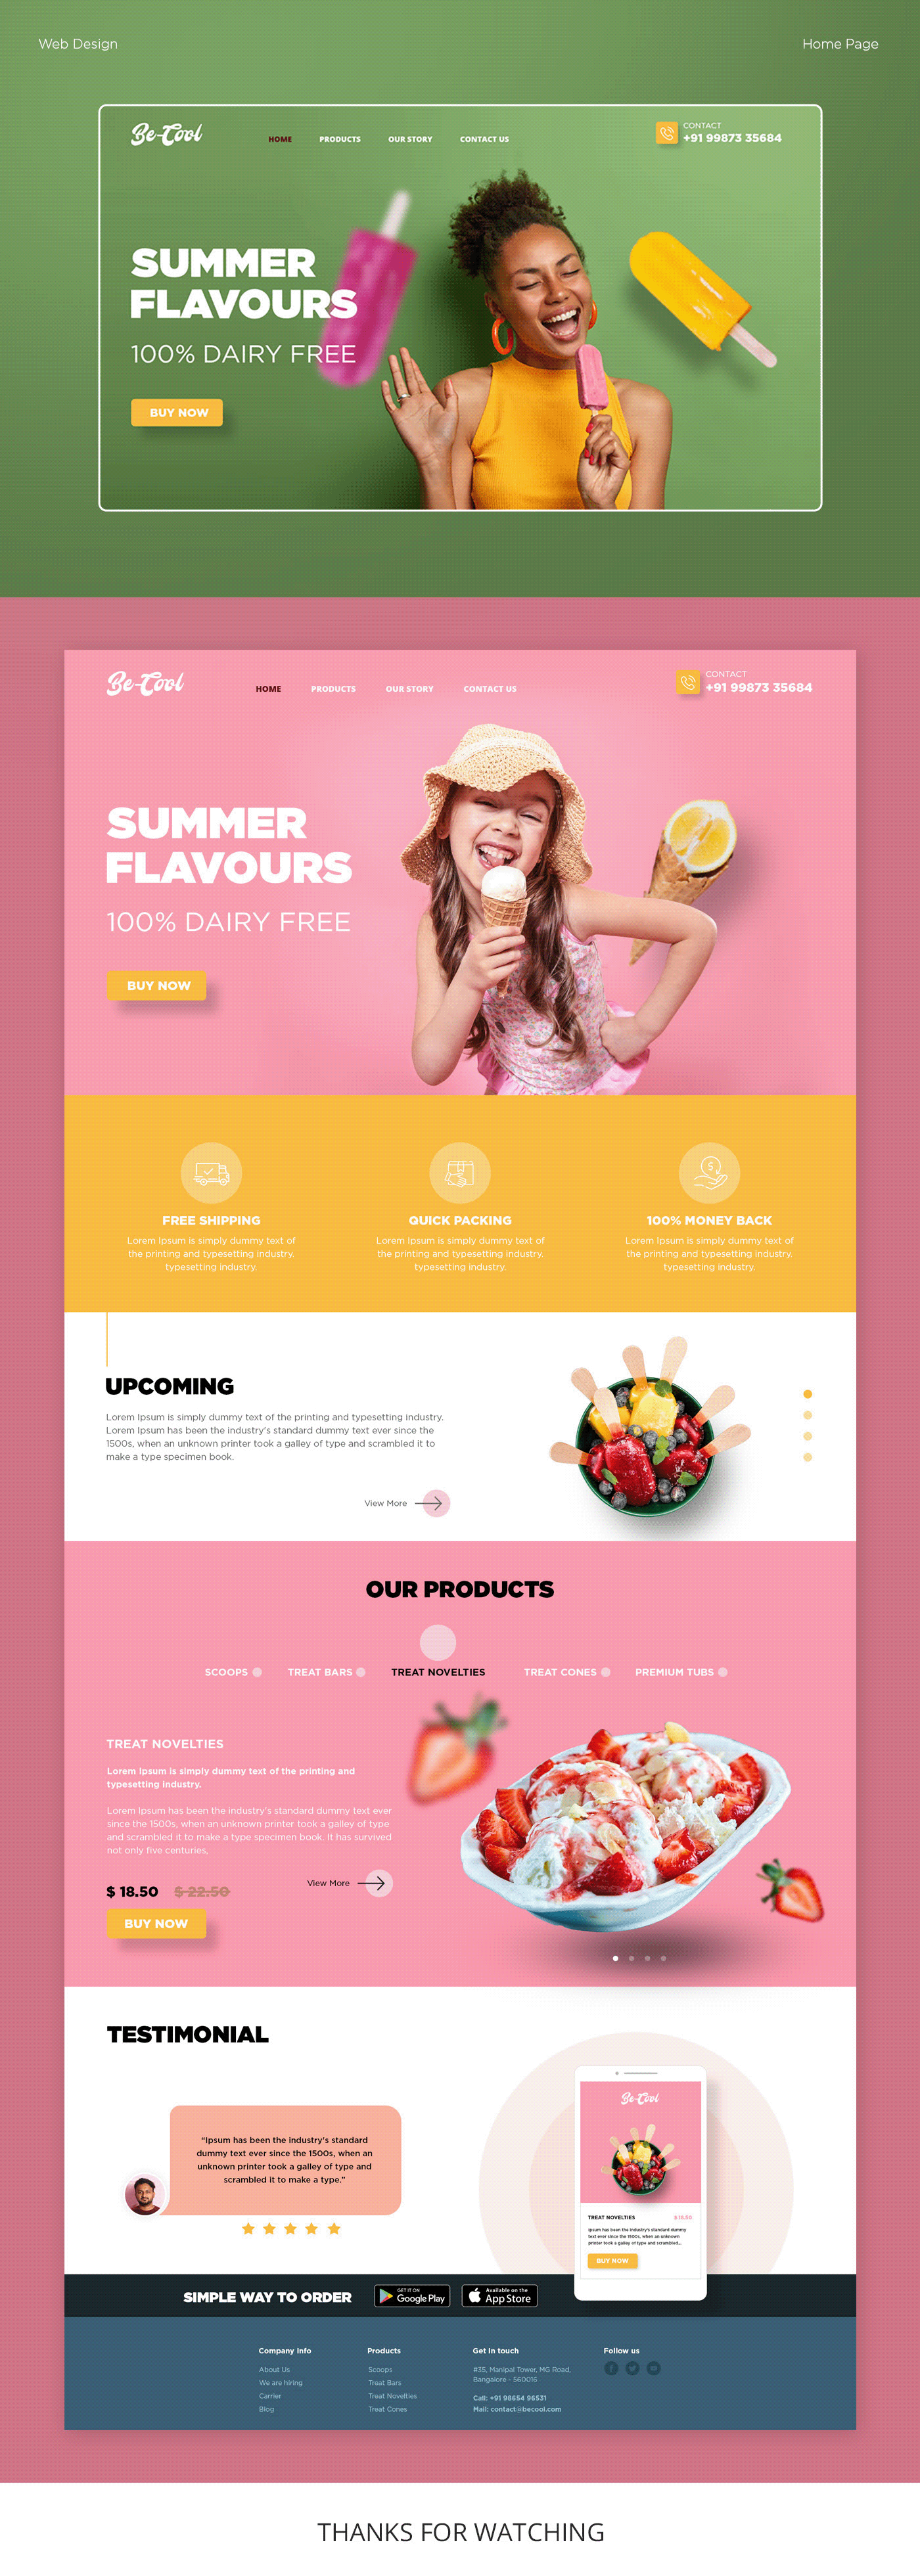 Web Design
Home Page
Be-Cool
HOME
PRODUCTS
OUR STORY
CONTACT US
CONTACT
+91 99873 35684
SUMMER
FLAVOURS
100% DAIRY FREE
BUY NOW
Be-Cool
HOME
PRODUCTS
OUR STORY
CONTACT US
CONTACT
+91 99873 35684
SUMMER
FLAVOURS
100% DAIRY FREE
BUY NOW
FREE SHIPPING
Lorem Ipsum is simply dummy text of
the printing and typesetting industry.
typesetting industry.
QUICK PACKING
Lorem Ipsum is simply dummy text of
the printing and typesetting industry.
typesetting industry.
100% MONEY BACK
Lorem Ipsum is simply dummy text of
the printing and typesetting industry.
typesetting industry.
UPCOMING
Lorem Ipsum is simply dummy text of the printing and typesetting industry.
Lorem Ipsum has been the industry's standard dummy text ever since the
1500s, when an unknown printer took a galley of type and scrambled it to
make a type specimen book.
View More
OUR PRODUCTS
SCOOPS
TREAT BARS
TREAT NOVELTIES
TREAT CONES
PREMIUM TUBS
TREAT NOVELTIES
Lorem Ipsum is simply dummy text of the printing and
typesetting industry.
Lorem Ipsum has been the industry's standard dummy text ever
since the 1500s, when an unknown printer took a galley of type
and scrambled it to make a type specimen book. It has survived
not only five centuries,
View More
$ 18.50
$ 22.50
BUY NOW
TESTIMONIAL
"Ipsum has been the industry's standard
dummy text ever since the 1500s, when an
unknown printer took a galley of type and
scrambled it to make a type."
Be-Cool
TREAT NOVELTIES
$ 18.50
Ipsum has been the industry's standard dummy
text ever since the 1500s, when an unknown
printer took a galley of type and scrambled...
BUY NOW
SIMPLE WAY TO ORDER
GET IT ON
Google Play
Available on the
App Store
Company Info
About Us
We are hiring
Carrier
Blog
Products
Scoops
Treat Bars
Treat Novelties
Treat Cones
Get In touch
#35, Manipal Tower, MG Road,
Bangalore - 560016
Call: +91 98654 96531
Mail: contact@becool.com
Follow us
THANKS FOR WATCHING